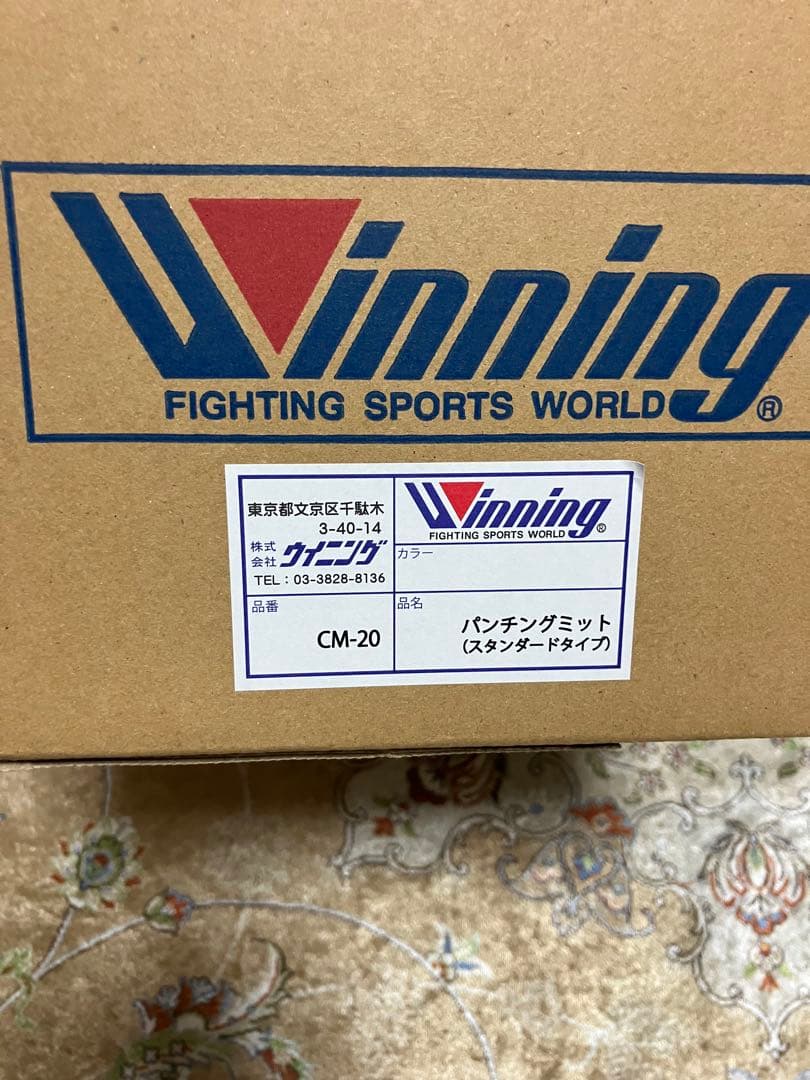 Winning
FIGHTING SPORTS WORLD®
東京都文京区千駄木
3-40-14
株式会社 ウイニング
TEL：03-3828-8136
Winning®
FIGHTING SPORTS WORLD
カラー
品番
CM-20
品名
パンチングミット
(スタンダードタイプ)